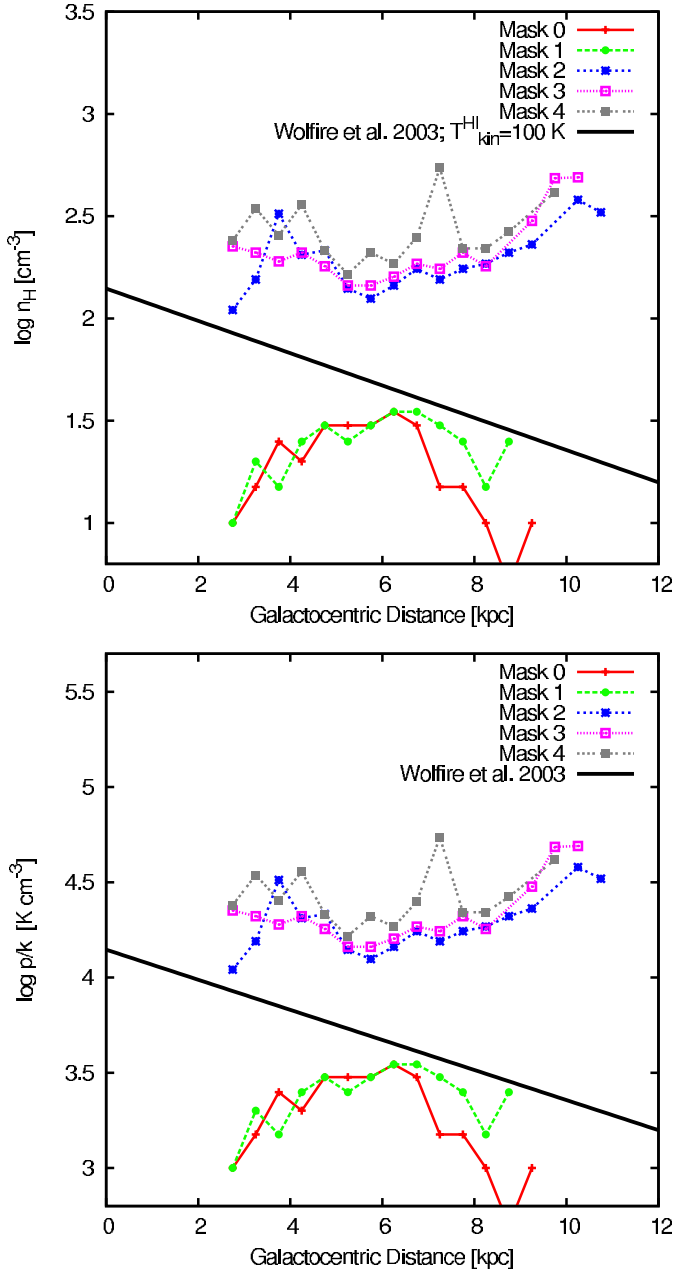 3.5
3
2.5
2
1.5
1
log n_H [cm^-3]
Mask 0
Mask 1
Mask 2
Mask 3
Mask 4
Wolfire et al. 2003; T^HI_kin=100 K
0 2 4 6 8 10 12
Galactocentric Distance [kpc]
5.5
5
4.5
4
3.5
3
log p/k [K cm^-3]
Mask 0
Mask 1
Mask 2
Mask 3
Mask 4
Wolfire et al. 2003
0 2 4 6 8 10 12
Galactocentric Distance [kpc]